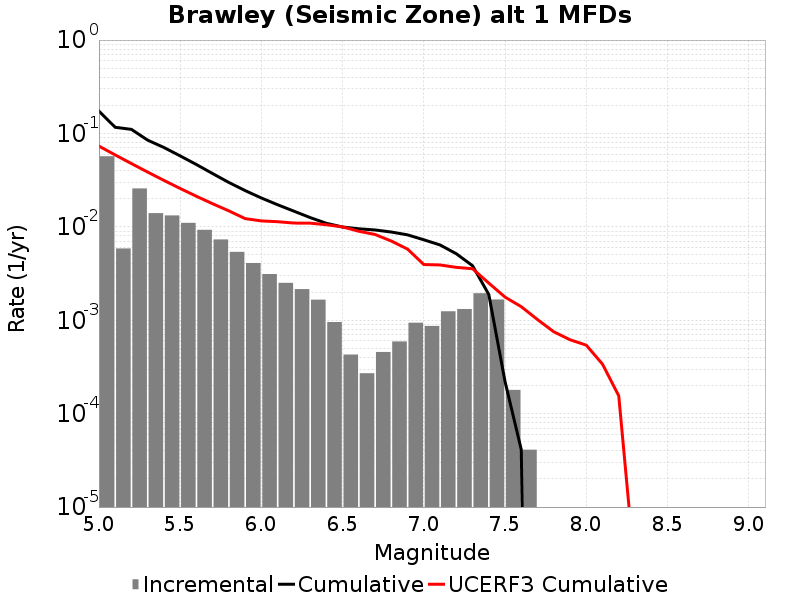 Brawley (Seismic Zone) alt 1 MFDs
10^0
10^-1
10^-2
10^-3
10^-4
10^-5
Rate (1/yr)
5.0 5.5 6.0 6.5 7.0 7.5 8.0 8.5 9.0
Magnitude
Incremental Cumulative UCERF3 Cumulative